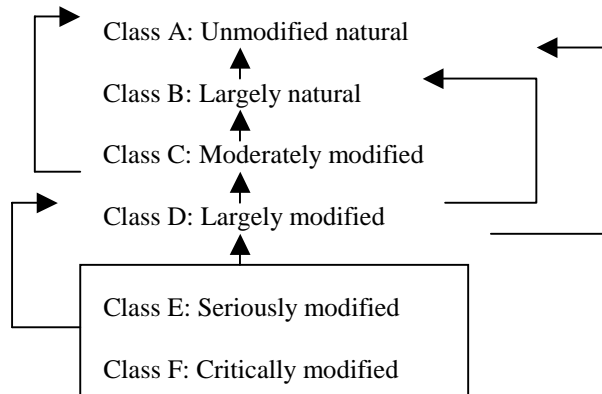 Class A: Unmodified natural
Class B: Largely natural
Class C: Moderately modified
Class D: Largely modified
Class E: Seriously modified
Class F: Critically modified